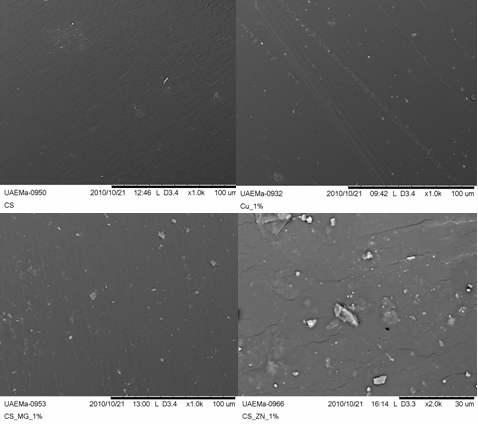 UAEMa-0950 2010/10/21 12:46 L D3.4 x1.0k 100 um
CS
UAEMa-0932 2010/10/21 09:42 L D3.4 x1.0k 100 um
Cu_1%
UAEMa-0953 2010/10/21 13:00 L D3.4 x1.0k 100 um
CS_MG_1%
UAEMa-0966 2010/10/21 16:14 L D3.3 x2.0k 30 um
CS_ZN_1%